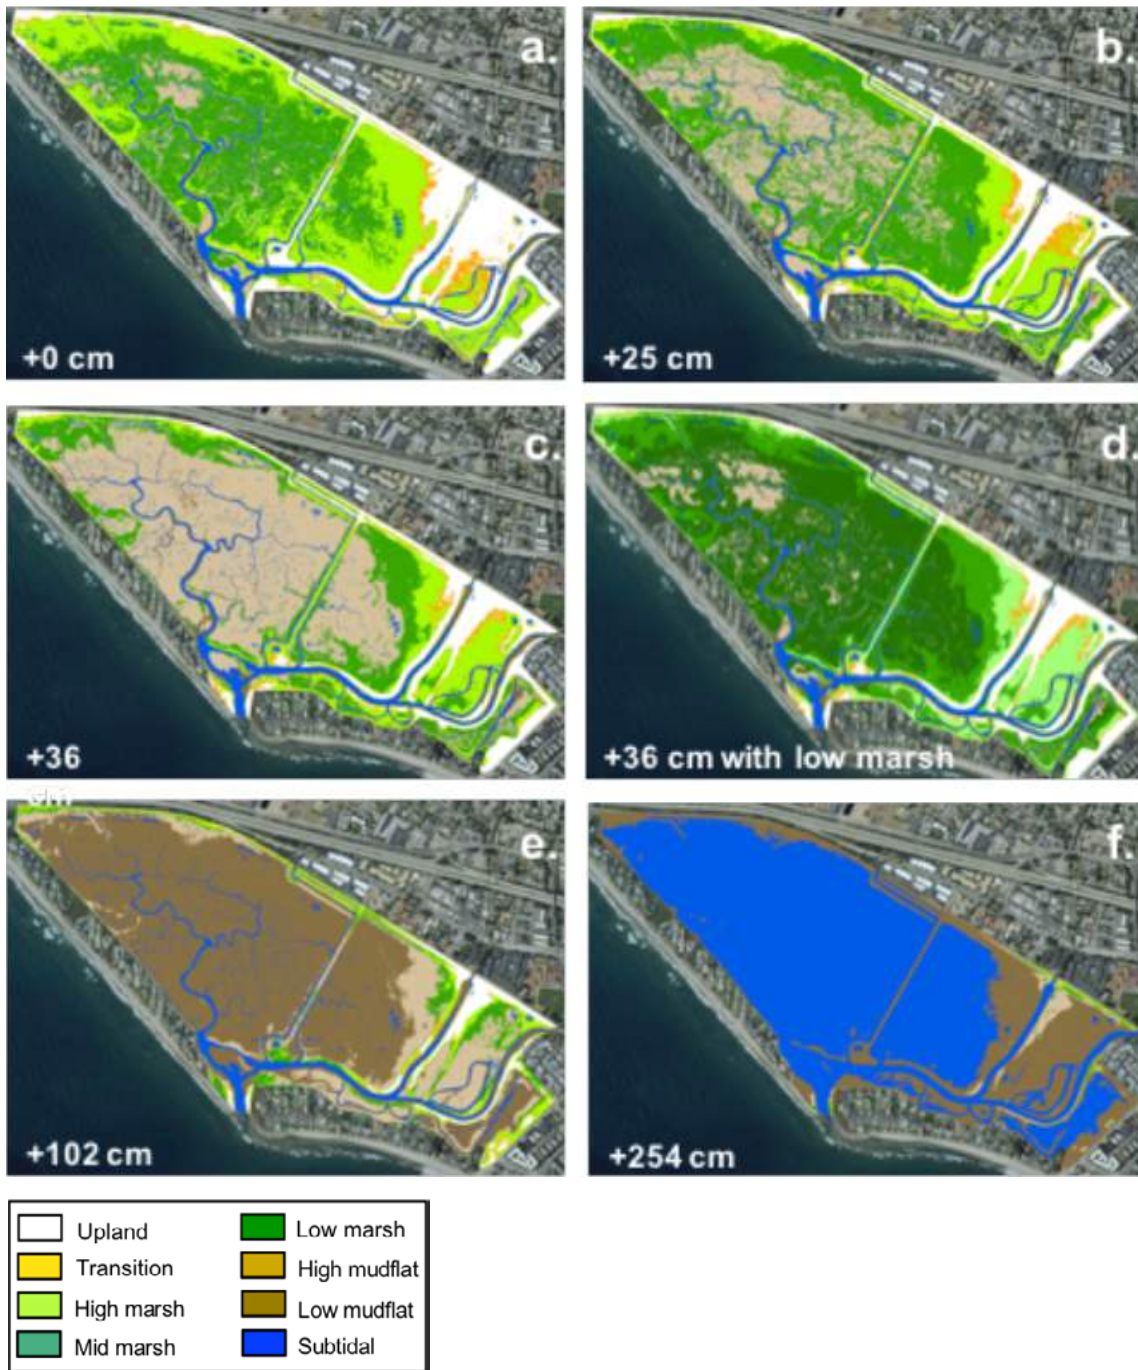 a.
b.
+0 cm
+25 cm
c.
d.
+36
cm
+36 cm with low marsh
e.
f.
+102 cm
+254 cm
Upland
Low marsh
Transition
High mudflat
High marsh
Low mudflat
Mid marsh
Subtidal